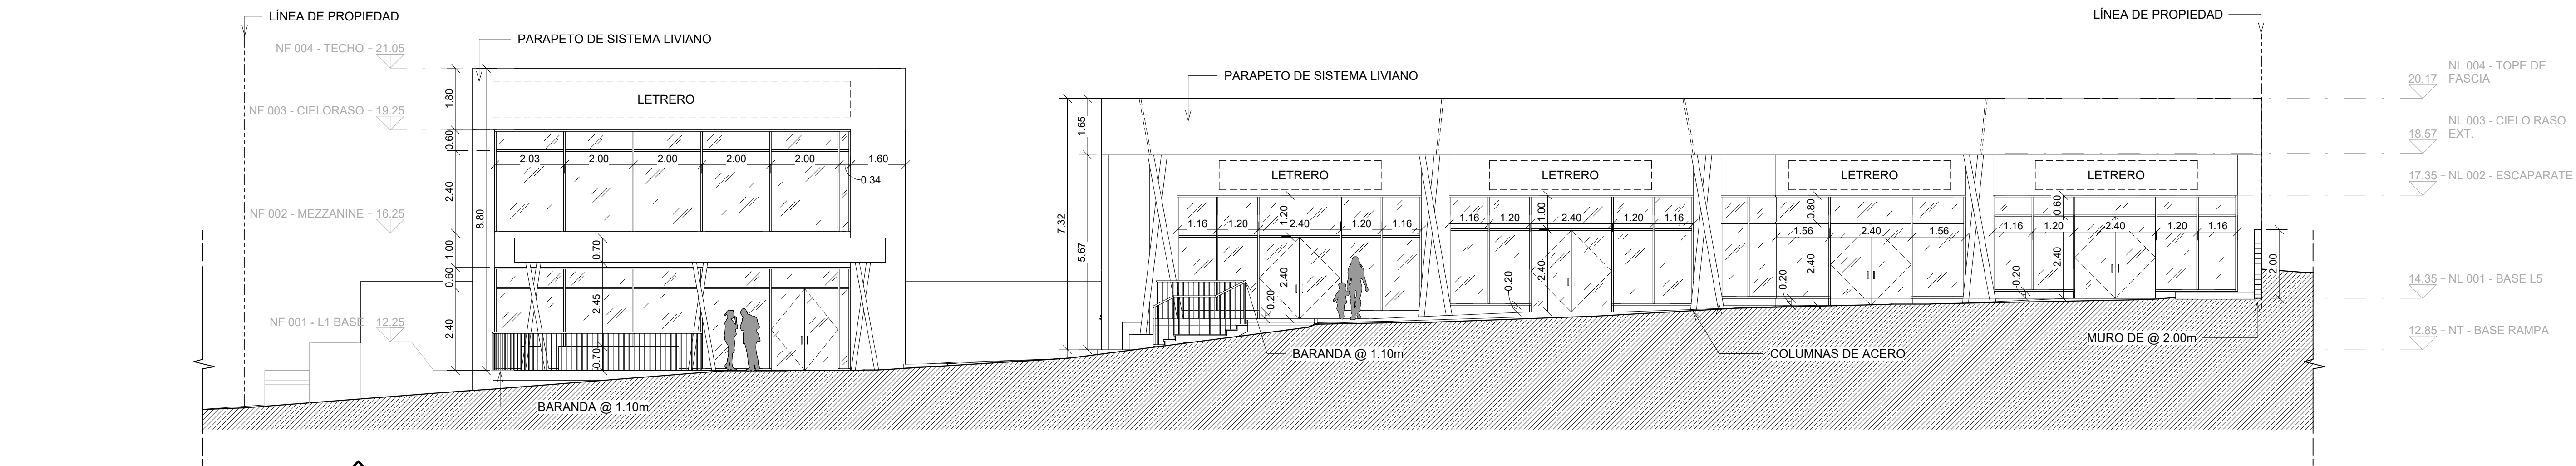 LÍNEA DE PROPIEDAD
LÍNEA DE PROPIEDAD
NF 004 - TECHO 21.05
PARAPETO DE SISTEMA LIVIANO
PARAPETO DE SISTEMA LIVIANO
NL 004 - TOPE DE
20.17 FASCIA
NF 003 - CIELORASO 19.25
1.80
LETRERO
1.65
NL 003 - CIELO RASO
18.57 EXT.
0.60
2.03 2.00 2.00 2.00 2.00 1.60
0.34
LETRERO LETRERO LETRERO LETRERO
17.35 NL 002 - ESCAPARATE
2.40
NF 002 - MEZZANINE 16.25
8.80
7.32
5.67
1.20 1.00 0.80 0.60
1.16 1.20 2.40 1.20 1.16
1.16 1.20 2.40 1.20 1.16
1.56 2.40 1.56
1.16 1.20 2.40 1.20 1.16
1.00
0.70
0.60
2.45
0.20 2.40
0.20 2.40
0.20 2.40
0.20 2.40
2.00
14.35 NL 001 - BASE L5
NF 001 - L1 BASE 12.25
2.40
0.70
12.85 NT - BASE RAMPA
MURO DE @ 2.00m
BARANDA @ 1.10m
COLUMNAS DE ACERO
BARANDA @ 1.10m